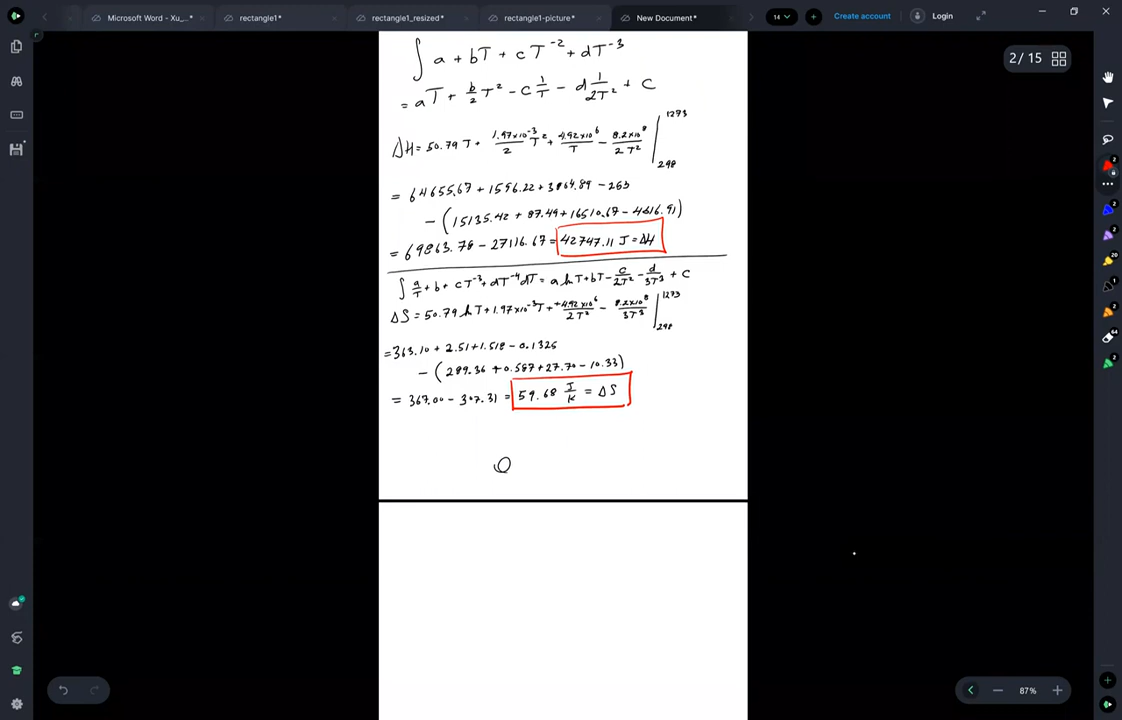 Microsoft Word - Xu_...*
rectangle1*
rectangle1_resized*
rectangle1-picture*
New Document*
14
Create account
Login
2 / 15
∫ a + bT + cT⁻² + dT⁻³
= aT + b/2 T² - c 1/T - d 1/2T² + C
ΔH = 50.79 T + 1.97×10⁻³/2 T² + 4.92×10⁶/T - 8.2×10⁸/2T² | 1273 298
= 64655.67 + 1596.22 + 3864.89 - 253
- (15135.42 + 87.49 + 16510.67 - 4616.91)
= 69863.78 - 27116.67 = 42747.11 J = ΔH
∫ a/T + b + cT⁻³ + dT⁻⁴ dT = a ln T + bT - c/2T² - d/3T³ + C
ΔS = 50.79 ln T + 1.97×10⁻³ T + +4.92×10⁶/2T² - 8.2×10⁸/3T³ | 1273 298
= 363.10 + 2.51 + 1.518 - 0.1325
- (289.36 + 0.587 + 27.70 - 10.33)
= 367.00 - 307.31 = 59.68 J/K = ΔS
87%